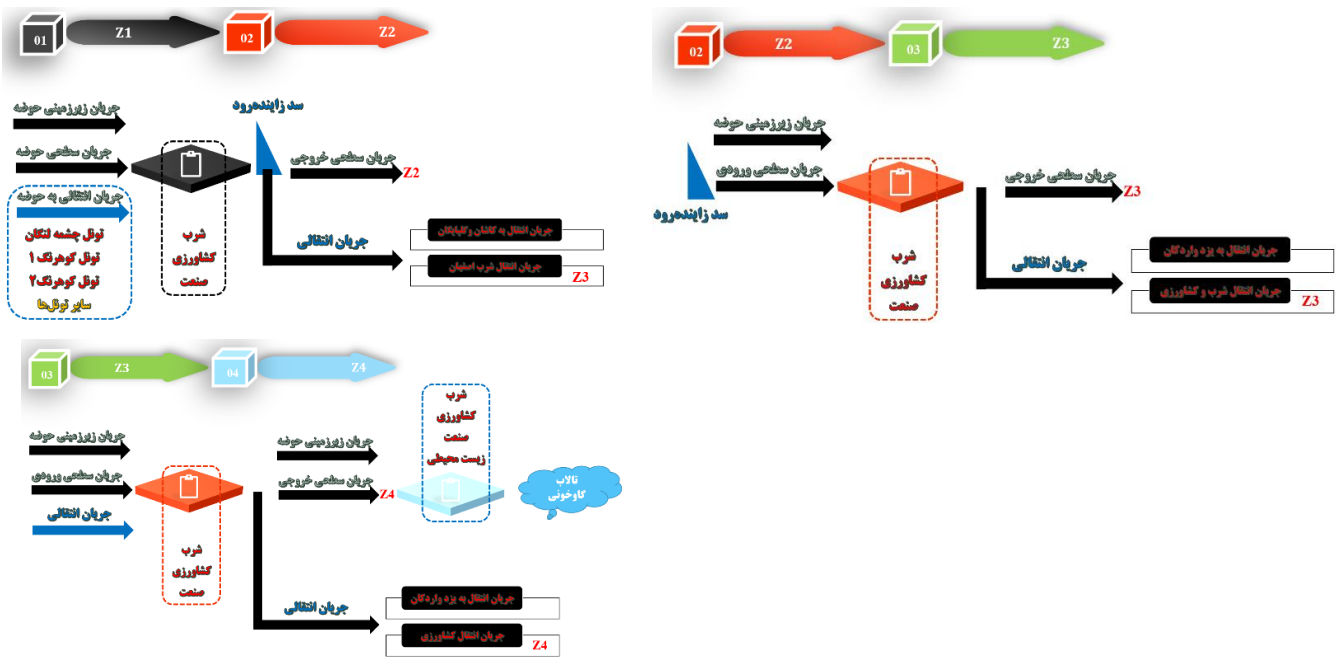 01
Z1
02
Z2
جریان زیرزمینی حوضه
جریان سطحی حوضه
جریان انتقالی به حوضه
تونل چشمه لنگان
تونل کوهرنگ 1
تونل کوهرنگ ۲
سایر تونل‌ها
شرب
کشاورزی
صنعت
سد زاینده‌رود
جریان سطحی خروجی
Z2
جریان انتقالی
جریان انتقال به کاشان وگلپایگان
جریان انتقال شرب اصفهان
Z3
02
Z2
03
Z3
جریان زیرزمینی حوضه
جریان سطحی ورودی
سد زاینده‌رود
شرب
کشاورزی
صنعت
جریان سطحی خروجی
Z3
جریان انتقالی
جریان انتقال به یزد واردکان
جریان انتقال شرب و کشاورزی
Z3
03
Z3
04
Z4
جریان زیرزمینی حوضه
جریان سطحی ورودی
جریان انتقالی
شرب
کشاورزی
صنعت
جریان زیرزمینی حوضه
جریان سطحی خروجی
Z4
شرب
کشاورزی
صنعت
زیست محیطی
تالاب
گاوخونی
جریان انتقالی
جریان انتقال به یزد واردکان
جریان انتقال کشاورزی
Z4